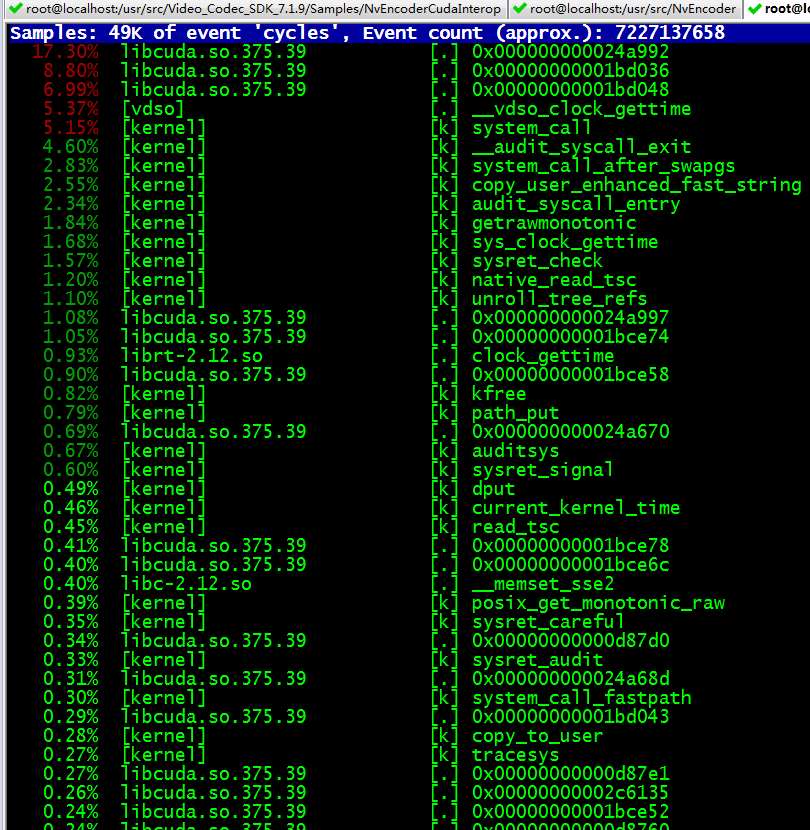 root@localhost:/usr/src/Video_Codec_SDK_7.1.9/Samples/NvEncoderCudaInterop root@localhost:/usr/src/NvEncoder root@lo
Samples: 49K of event 'cycles', Event count (approx.): 7227137658
17.30% libcuda.so.375.39 [.] 0x000000000024a992
8.80% libcuda.so.375.39 [.] 0x00000000001bd036
6.99% libcuda.so.375.39 [.] 0x00000000001bd048
5.37% [vdso] [.] __vdso_clock_gettime
5.15% [kernel] [k] system_call
4.60% [kernel] [k] __audit_syscall_exit
2.83% [kernel] [k] system_call_after_swapgs
2.55% [kernel] [k] copy_user_enhanced_fast_string
2.34% [kernel] [k] audit_syscall_entry
1.84% [kernel] [k] getrawmonotonic
1.68% [kernel] [k] sys_clock_gettime
1.57% [kernel] [k] sysret_check
1.20% [kernel] [k] native_read_tsc
1.10% [kernel] [k] unroll_tree_refs
1.08% libcuda.so.375.39 [.] 0x000000000024a997
1.05% libcuda.so.375.39 [.] 0x00000000001bce74
0.93% librt-2.12.so [.] clock_gettime
0.90% libcuda.so.375.39 [.] 0x00000000001bce58
0.82% [kernel] [k] kfree
0.79% [kernel] [k] path_put
0.69% libcuda.so.375.39 [.] 0x000000000024a670
0.67% [kernel] [k] auditsys
0.60% [kernel] [k] sysret_signal
0.49% [kernel] [k] dput
0.46% [kernel] [k] current_kernel_time
0.45% [kernel] [k] read_tsc
0.41% libcuda.so.375.39 [.] 0x00000000001bce78
0.40% libcuda.so.375.39 [.] 0x00000000001bce6c
0.40% libc-2.12.so [.] __memset_sse2
0.39% [kernel] [k] posix_get_monotonic_raw
0.35% [kernel] [k] sysret_careful
0.34% libcuda.so.375.39 [.] 0x00000000000d87d0
0.33% [kernel] [k] sysret_audit
0.31% libcuda.so.375.39 [.] 0x000000000024a68d
0.30% [kernel] [k] system_call_fastpath
0.29% libcuda.so.375.39 [.] 0x00000000001bd043
0.28% [kernel] [k] copy_to_user
0.27% [kernel] [k] tracesys
0.27% libcuda.so.375.39 [.] 0x00000000000d87e1
0.26% libcuda.so.375.39 [.] 0x00000000002c6135
0.24% libcuda.so.375.39 [.] 0x00000000001bce52